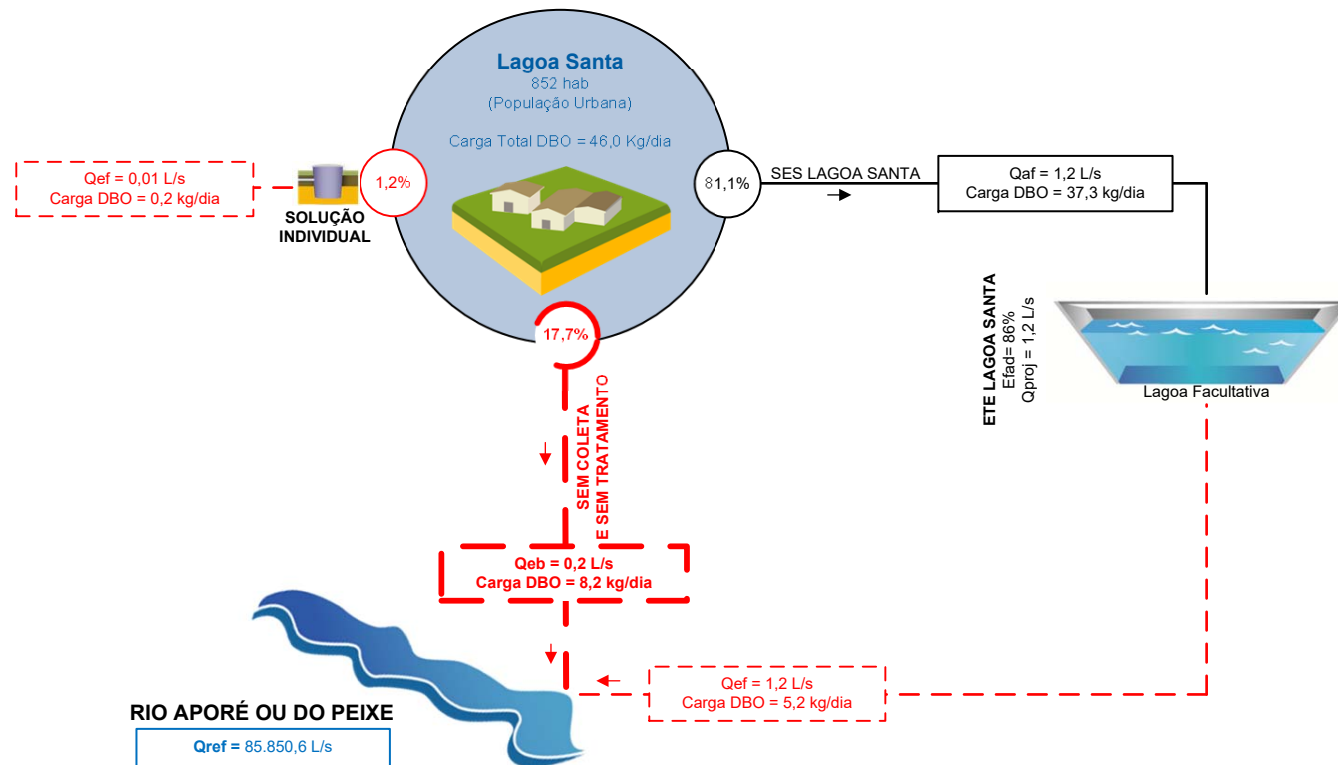 Lagoa Santa
852 hab
(População Urbana)
Carga Total DBO = 46,0 Kg/dia
Qef = 0,01 L/s
Carga DBO = 0,2 kg/dia
SOLUÇÃO
INDIVIDUAL
1,2%
81,1%
SES LAGOA SANTA
Qaf = 1,2 L/s
Carga DBO = 37,3 kg/dia
ETE LAGOA SANTA
Efad= 86%
Qproj = 1,2 L/s
Lagoa Facultativa
17,7%
SEM COLETA
E SEM TRATAMENTO
Qeb = 0,2 L/s
Carga DBO = 8,2 kg/dia
Qef = 1,2 L/s
Carga DBO = 5,2 kg/dia
RIO APORÉ OU DO PEIXE
Qref = 85.850,6 L/s